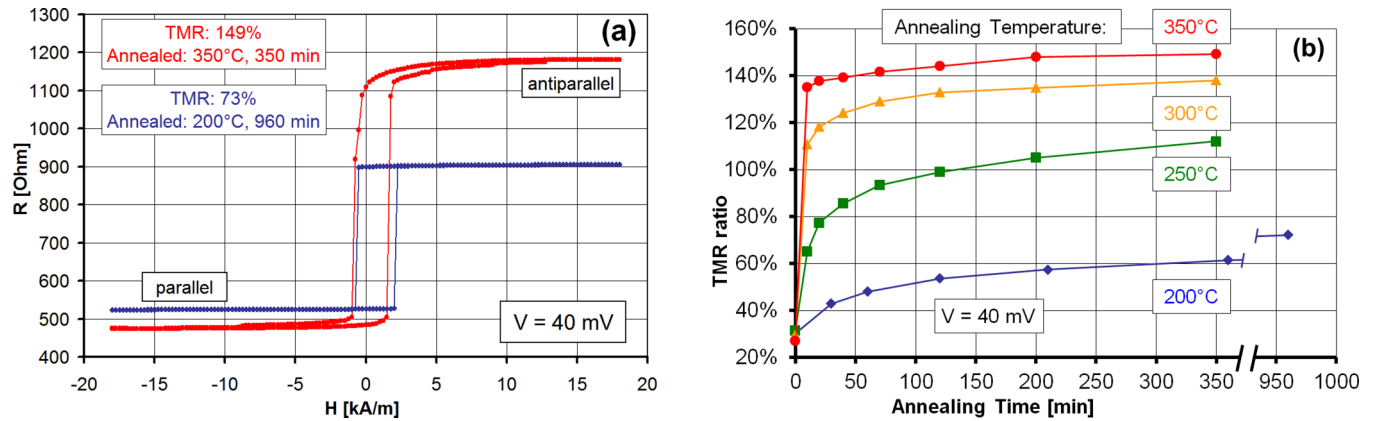 (a)
TMR: 149%
Annealed: 350°C, 350 min
TMR: 73%
Annealed: 200°C, 960 min
antiparallel
parallel
V = 40 mV
R [Ohm]
1300
1200
1100
1000
900
800
700
600
500
400
-20
-15
-10
-5
0
5
10
15
20
H [kA/m]
(b)
Annealing Temperature:
350°C
300°C
250°C
200°C
V = 40 mV
TMR ratio
160%
140%
120%
100%
80%
60%
40%
20%
0
50
100
150
200
250
300
350
950
1000
Annealing Time [min]